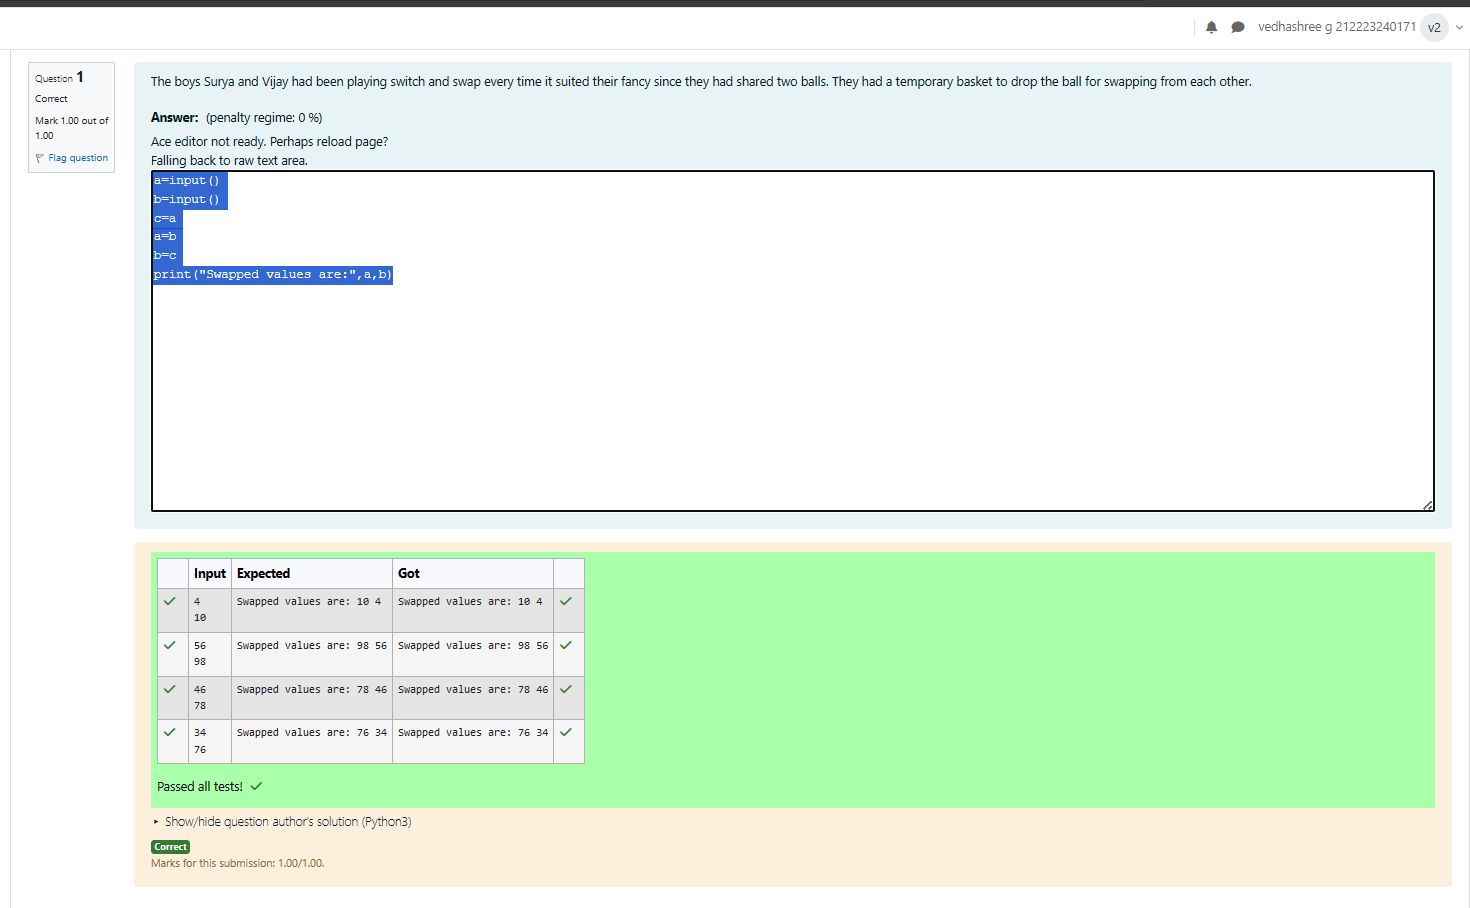 vedhashree g 212223240171 v2
Question 1
Correct
Mark 1.00 out of
1.00
Flag question
The boys Surya and Vijay had been playing switch and swap every time it suited their fancy since they had shared two balls. They had a temporary basket to drop the ball for swapping from each other.
Answer: (penalty regime: 0 %)
Ace editor not ready. Perhaps reload page?
Falling back to raw text area.
a=input()
b=input()
c=a
a=b
b=c
print("Swapped values are:",a,b)
Input Expected Got
4 Swapped values are: 10 4 Swapped values are: 10 4
10
56 Swapped values are: 98 56 Swapped values are: 98 56
98
46 Swapped values are: 78 46 Swapped values are: 78 46
78
34 Swapped values are: 76 34 Swapped values are: 76 34
76
Passed all tests!
Show/hide question author's solution (Python3)
Correct
Marks for this submission: 1.00/1.00.